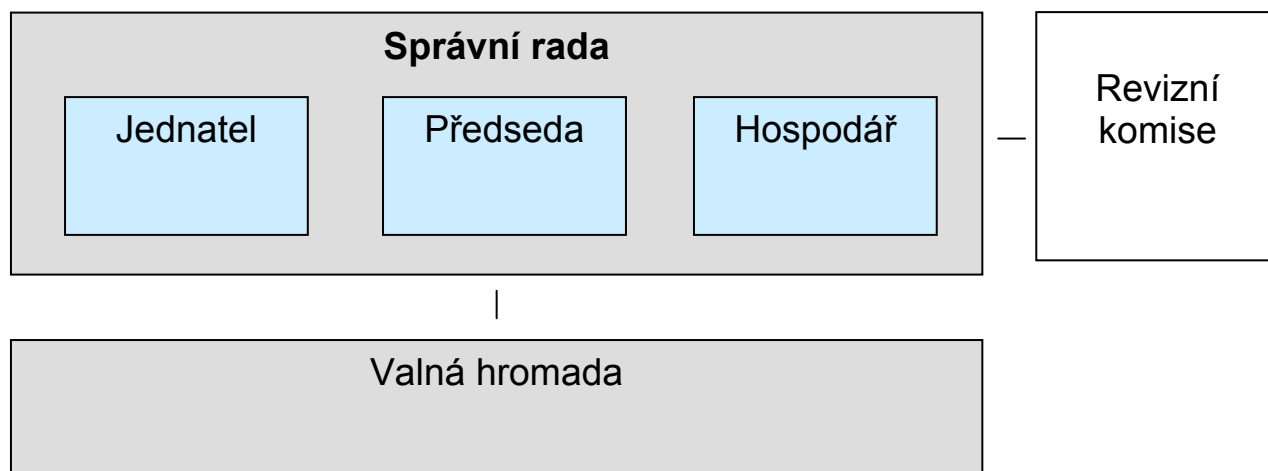 Správní rada
Jednatel
Předseda
Hospodář
Revizní
komise
Valná hromada